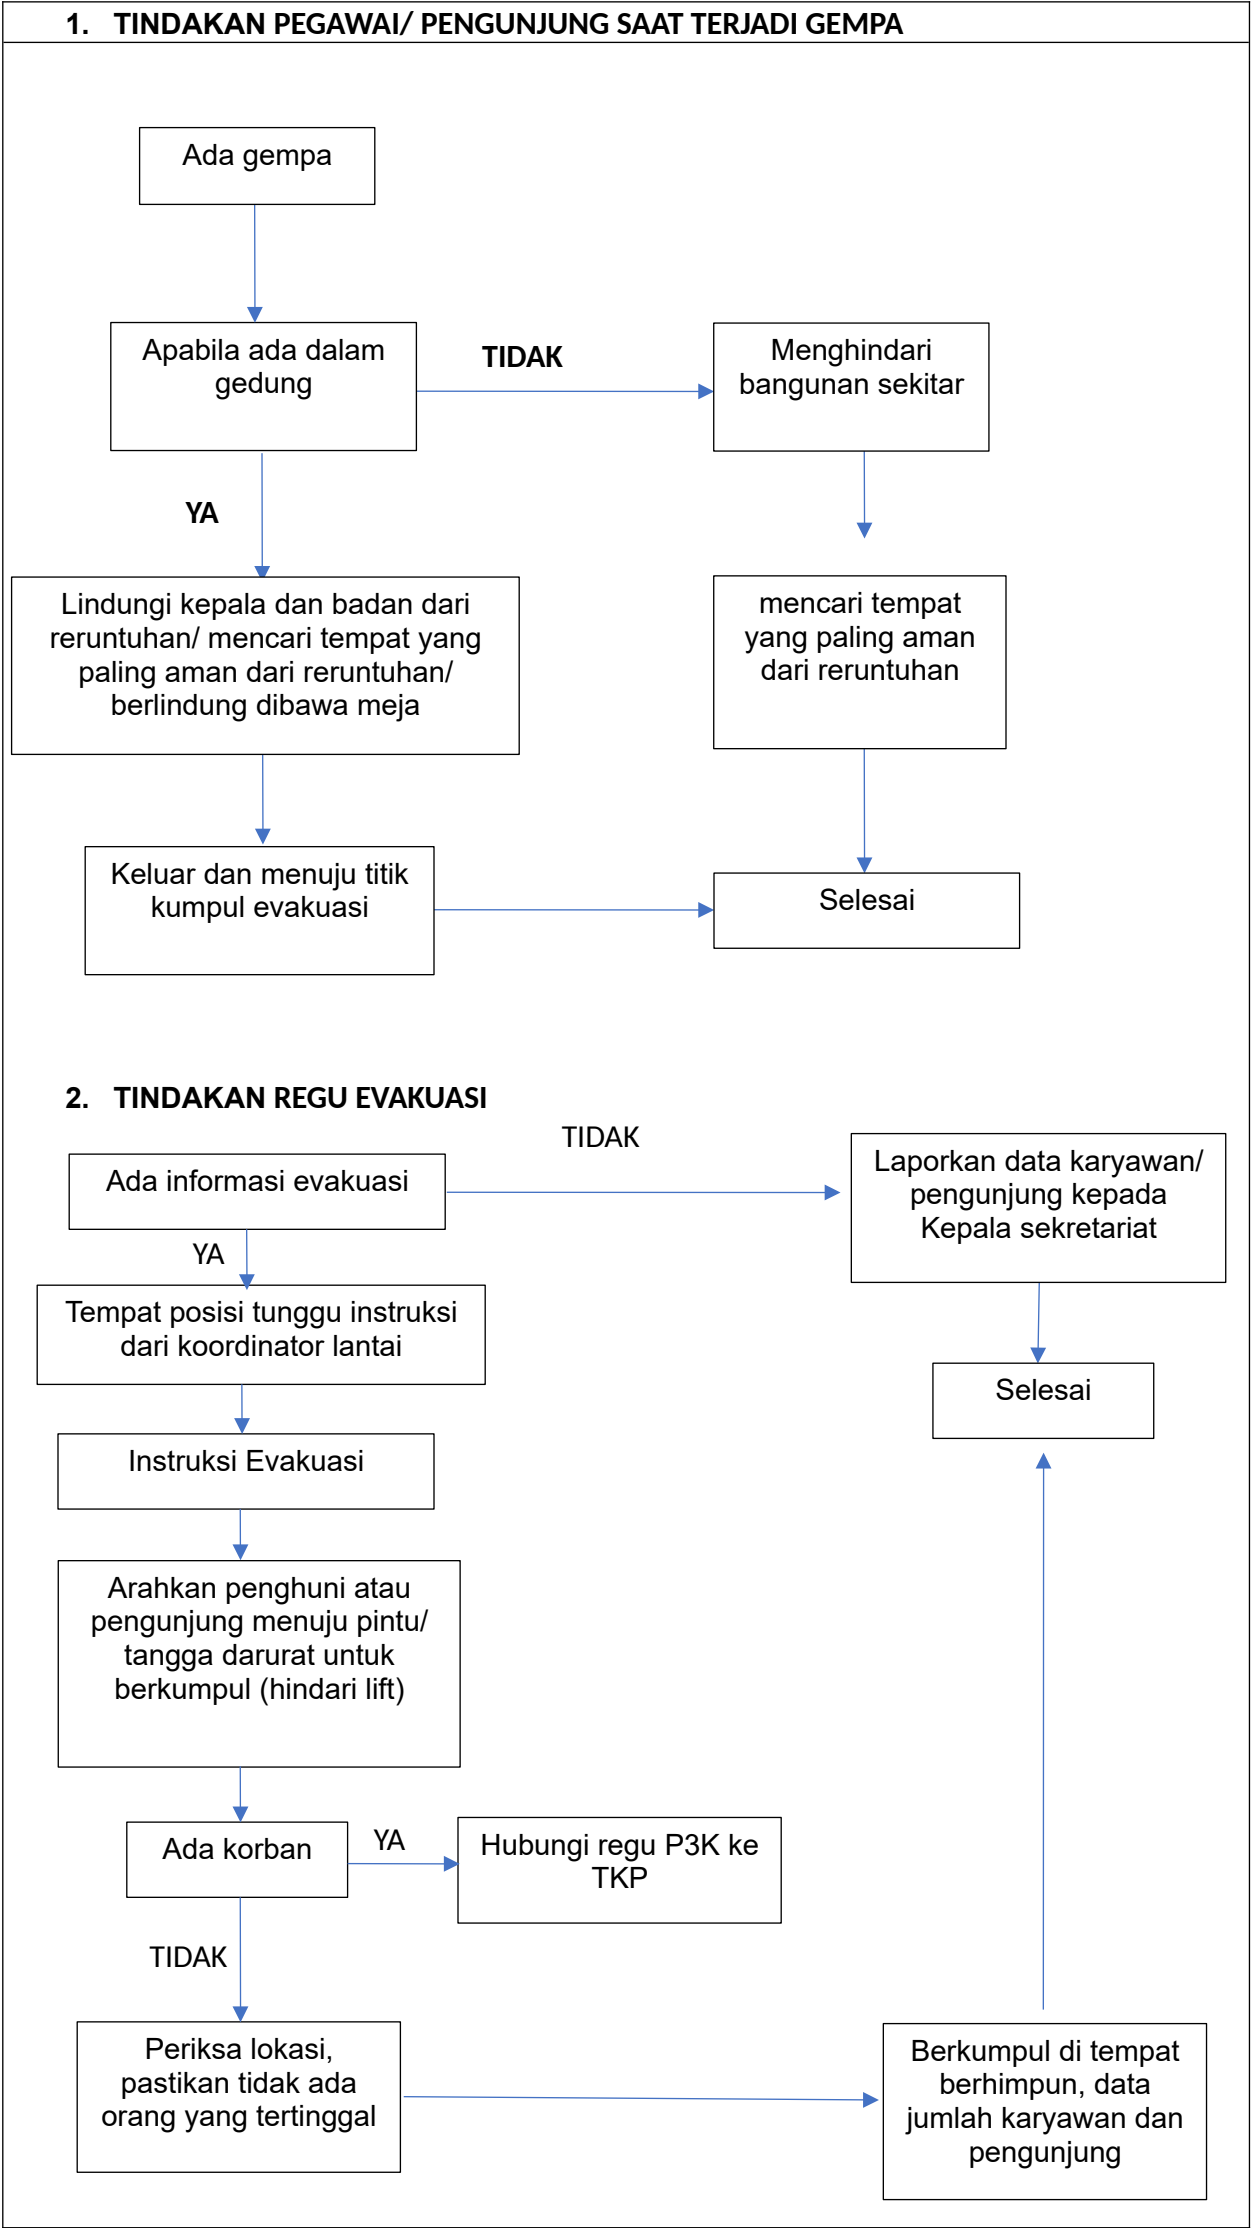 1. TINDAKAN PEGAWAI/ PENGUNJUNG SAAT TERJADI GEMPA
Ada gempa
Apabila ada dalam
gedung
TIDAK
Menghindari
bangunan sekitar
YA
Lindungi kepala dan badan dari
reruntuhan/ mencari tempat yang
paling aman dari reruntuhan/
berlindung dibawa meja
mencari tempat
yang paling aman
dari reruntuhan
Keluar dan menuju titik
kumpul evakuasi
Selesai
2. TINDAKAN REGU EVAKUASI
TIDAK
Ada informasi evakuasi
Laporkan data karyawan/
pengunjung kepada
Kepala sekretariat
YA
Tempat posisi tunggu instruksi
dari koordinator lantai
Selesai
Instruksi Evakuasi
Arahkan penghuni atau
pengunjung menuju pintu/
tangga darurat untuk
berkumpul (hindari lift)
Ada korban
YA
Hubungi regu P3K ke
TKP
TIDAK
Periksa lokasi,
pastikan tidak ada
orang yang tertinggal
Berkumpul di tempat
berhimpun, data
jumlah karyawan dan
pengunjung